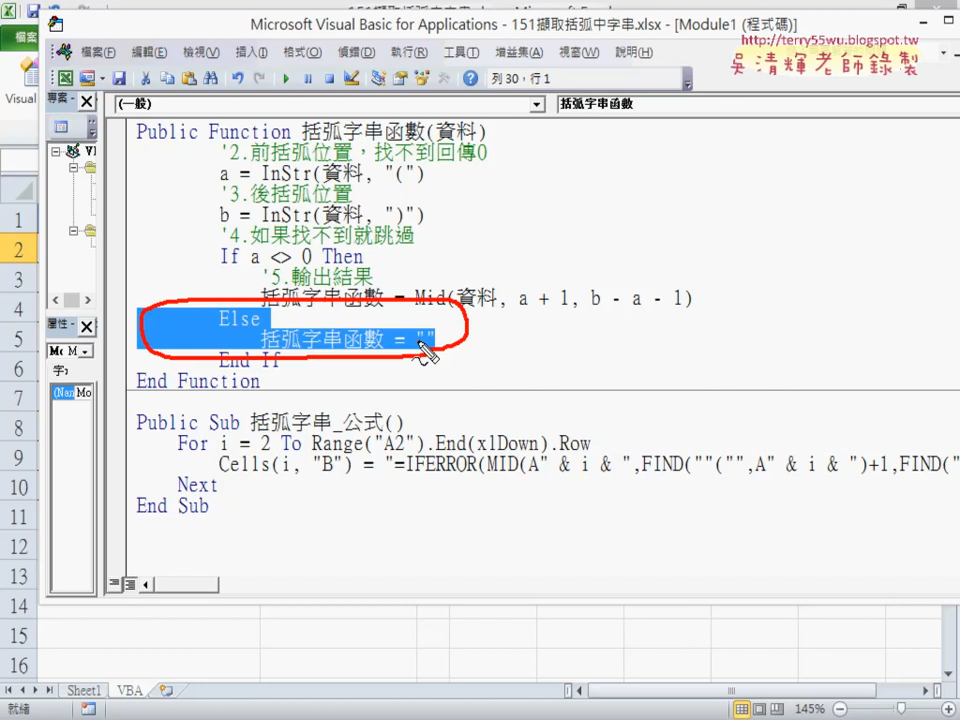 Microsoft Visual Basic for Applications - 151擷取括弧中字串.xlsx - [Module1 (程式碼)]
http://terry55wu.blogspot.tw
吳清輝老師錄製
檔案
檔案(F) 編輯(E) 檢視(V) 插入(I) 格式(O) 偵錯(D) 執行(R) 工具(T) 增益集(A) 視窗(W) 說明(H)
列 30，行 1
Visual
專案
(一般)
括弧字串函數
Public Function 括弧字串函數(資料)
'2.前括弧位置，找不到回傳0
a = InStr(資料, "(")
'3.後括弧位置
b = InStr(資料, ")")
'4.如果找不到就跳過
If a <> 0 Then
'5.輸出結果
括弧字串函數 = Mid(資料, a + 1, b - a - 1)
Else
括弧字串函數 = ""
End If
End Function
Public Sub 括弧字串_公式()
For i = 2 To Range("A2").End(xlDown).Row
Cells(i, "B") = "=IFERROR(MID(A" & i & ",FIND(""("",A" & i & ")+1,FIND("
Next
End Sub
屬性
(Nan Mo
1
2
3
4
5
6
7
8
9
10
11
12
13
14
15
16
Sheet1 VBA
就緒
145%